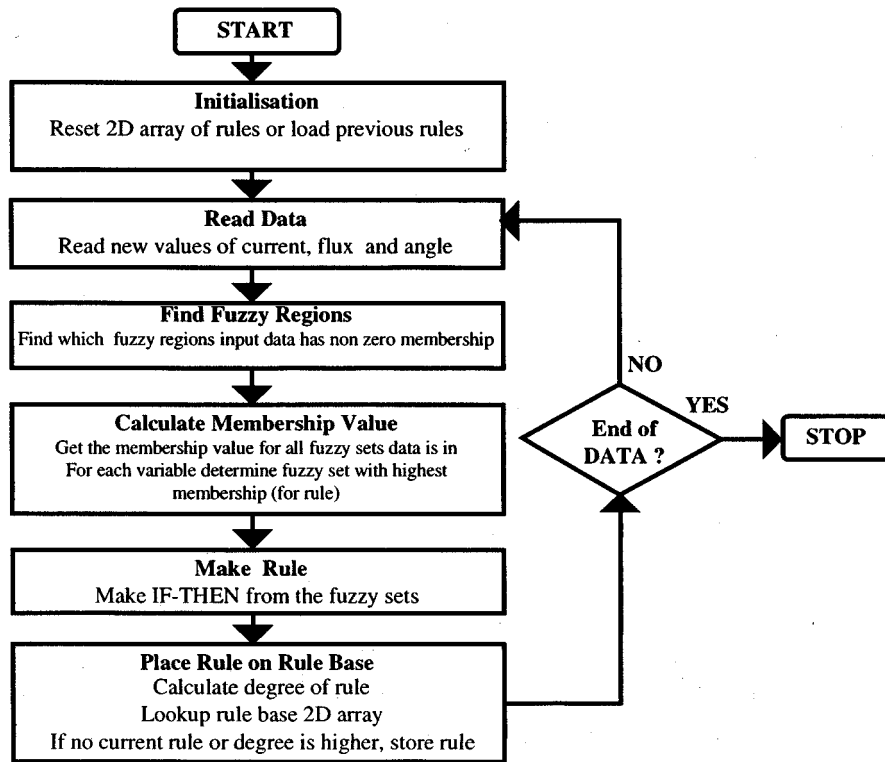 START
Initialisation
Reset 2D array of rules or load previous rules
Read Data
Read new values of current, flux and angle
Find Fuzzy Regions
Find which fuzzy regions input data has non zero membership
Calculate Membership Value
Get the membership value for all fuzzy sets data is in
For each variable determine fuzzy set with highest
membership (for rule)
Make Rule
Make IF-THEN from the fuzzy sets
Place Rule on Rule Base
Calculate degree of rule
Lookup rule base 2D array
If no current rule or degree is higher, store rule
End of
DATA ?
NO
YES
STOP